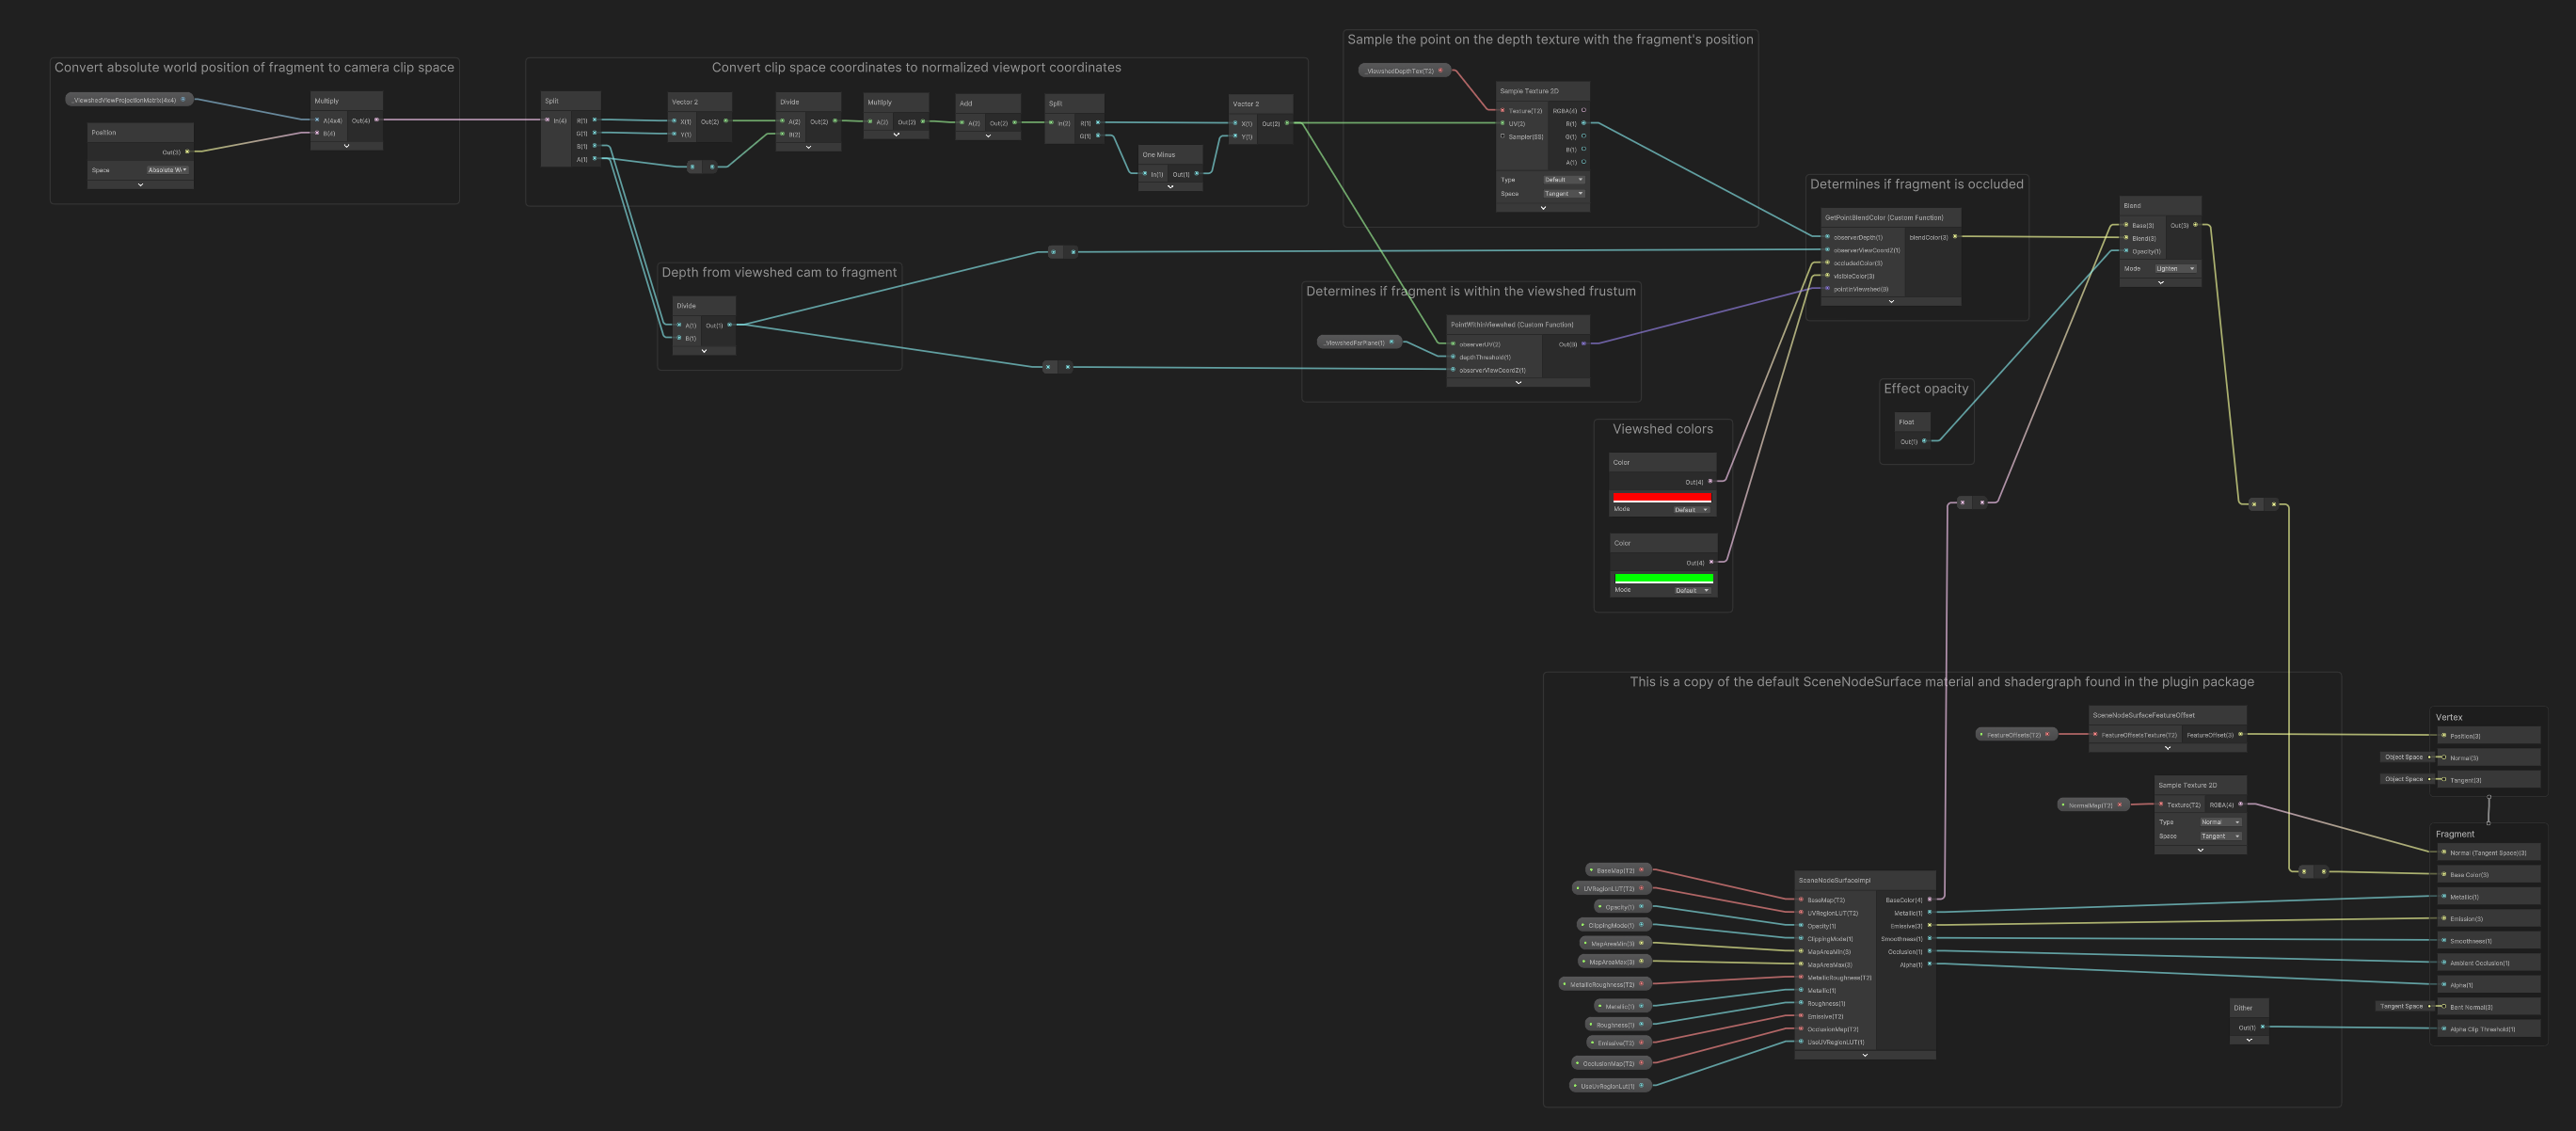 Convert absolute world position of fragment to camera clip space
_ViewshedViewProjectionMatrix(4x4)
Position
Out(3)
Space
Absolute W
Multiply
A(4x4)
Out(4)
B(4)
Convert clip space coordinates to normalized viewport coordinates
Split
In(4)
R(1)
G(1)
B(1)
A(1)
Vector 2
X(1)
Out(2)
Y(1)
Divide
A(2)
Out(2)
B(2)
Multiply
A(2)
Out(2)
Add
A(2)
Out(2)
Split
In(2)
R(1)
G(1)
One Minus
In(1)
Out(1)
Vector 2
X(1)
Out(2)
Y(1)
Depth from viewshed cam to fragment
Divide
A(1)
Out(1)
B(1)
Sample the point on the depth texture with the fragment's position
_ViewshedDepthTex(T2)
Sample Texture 2D
Texture(T2)
RGBA(4)
UV(2)
R(1)
Sampler(SS)
G(1)
B(1)
A(1)
Type
Default
Space
Tangent
Determines if fragment is within the viewshed frustum
_ViewshedFarPlane(1)
PointWithinViewshed (Custom Function)
observerUV(2)
Out(B)
depthThreshold(1)
observerViewCoordZ(1)
Determines if fragment is occluded
GetPointBlendColor (Custom Function)
observerDepth(1)
blendColor(3)
observerViewCoordZ(1)
occludedColor(3)
visibleColor(3)
pointInViewshed(B)
Blend
Base(3)
Out(3)
Blend(3)
Opacity(1)
Mode
Lighten
Effect opacity
Float
Out(1)
Viewshed colors
Color
Out(4)
Mode
Default
Color
Out(4)
Mode
Default
This is a copy of the default SceneNodeSurface material and shadergraph found in the plugin package
FeatureOffsets(T2)
SceneNodeSurfaceFeatureOffset
FeatureOffsetsTexture(T2)
FeatureOffset(3)
NormalMap(T2)
Sample Texture 2D
Texture(T2)
RGBA(4)
Type
Normal
Space
Tangent
BaseMap(T2)
UVRegionLUT(T2)
Opacity(1)
ClippingMode(1)
MapAreaMin(3)
MapAreaMax(3)
MetallicRoughness(T2)
Metallic(1)
Roughness(1)
Emissive(T2)
OcclusionMap(T2)
UseUvRegionLut(1)
SceneNodeSurfaceImpl
BaseMap(T2)
BaseColor(4)
UVRegionLUT(T2)
Metallic(1)
Opacity(1)
Emissive(3)
ClippingMode(1)
Smoothness(1)
MapAreaMin(3)
Occlusion(1)
MapAreaMax(3)
Alpha(1)
MetallicRoughness(T2)
Metallic(1)
Roughness(1)
Emissive(T2)
OcclusionMap(T2)
UseUVRegionLUT(1)
Dither
Out(1)
Vertex
Position(3)
Object Space
Normal(3)
Object Space
Tangent(3)
Fragment
Normal (Tangent Space)(3)
Base Color(3)
Metallic(1)
Emission(3)
Smoothness(1)
Ambient Occlusion(1)
Alpha(1)
Tangent Space
Bent Normal(3)
Alpha Clip Threshold(1)